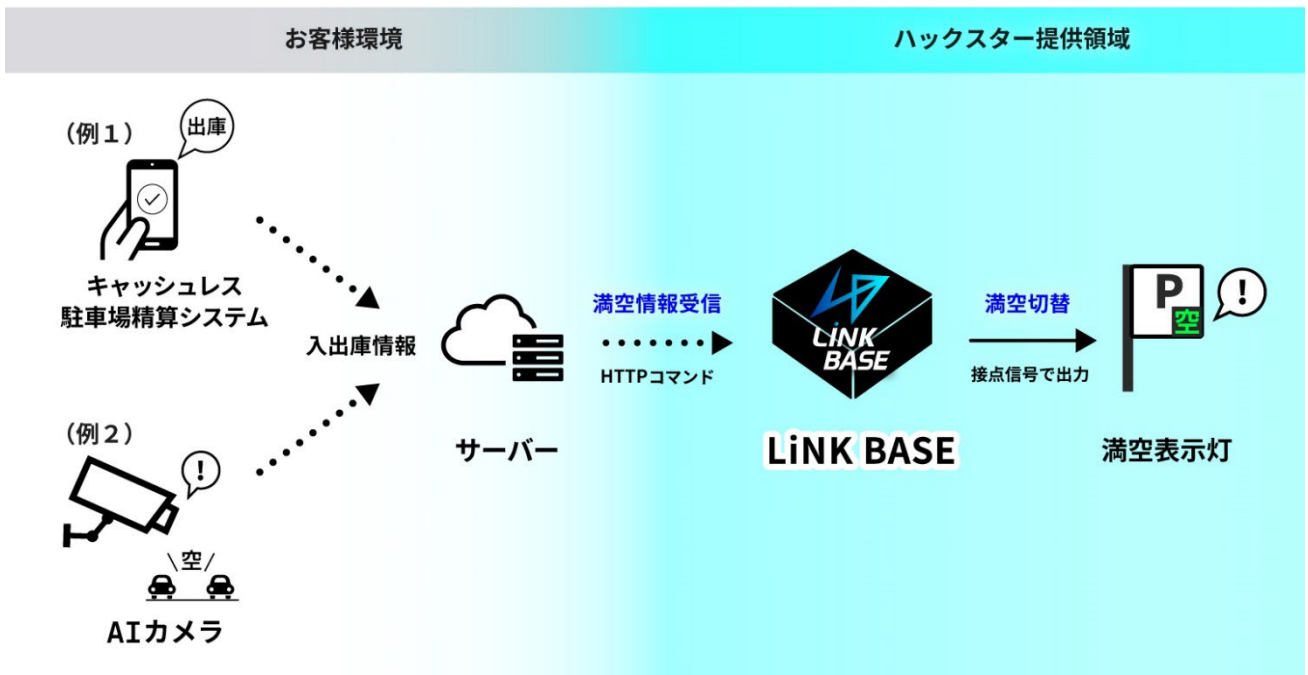 お客様環境
ハックスター提供領域
(例1)
出庫
キャッシュレス
駐車場精算システム
入出庫情報
(例2)
!
\空/
AIカメラ
サーバー
満空情報受信
HTTPコマンド
LiNK
BASE
LiNK BASE
満空切替
接点信号で出力
P
空
!
満空表示灯